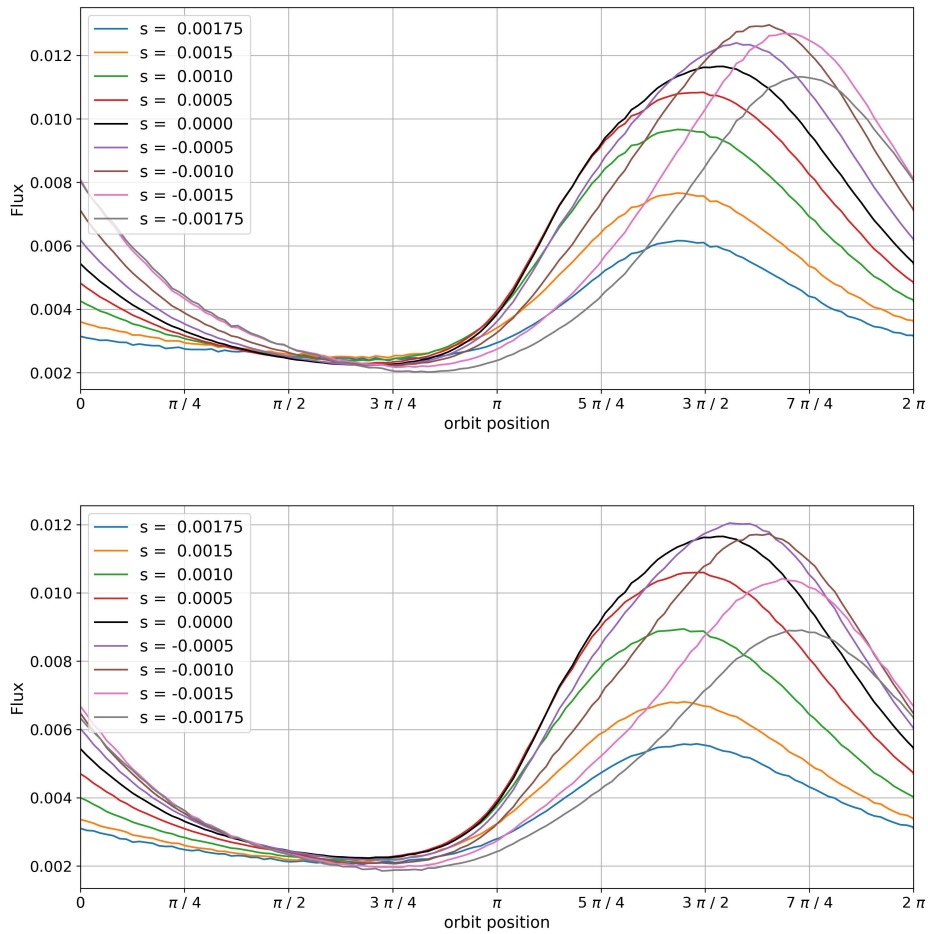 0.012
0.010
0.008
0.006
0.004
0.002
Flux
s = 0.00175
s = 0.0015
s = 0.0010
s = 0.0005
s = 0.0000
s = -0.0005
s = -0.0010
s = -0.0015
s = -0.00175
0 π / 4 π / 2 3 π / 4 π 5 π / 4 3 π / 2 7 π / 4 2 π
orbit position
0.012
0.010
0.008
0.006
0.004
0.002
Flux
s = 0.00175
s = 0.0015
s = 0.0010
s = 0.0005
s = 0.0000
s = -0.0005
s = -0.0010
s = -0.0015
s = -0.00175
0 π / 4 π / 2 3 π / 4 π 5 π / 4 3 π / 2 7 π / 4 2 π
orbit position